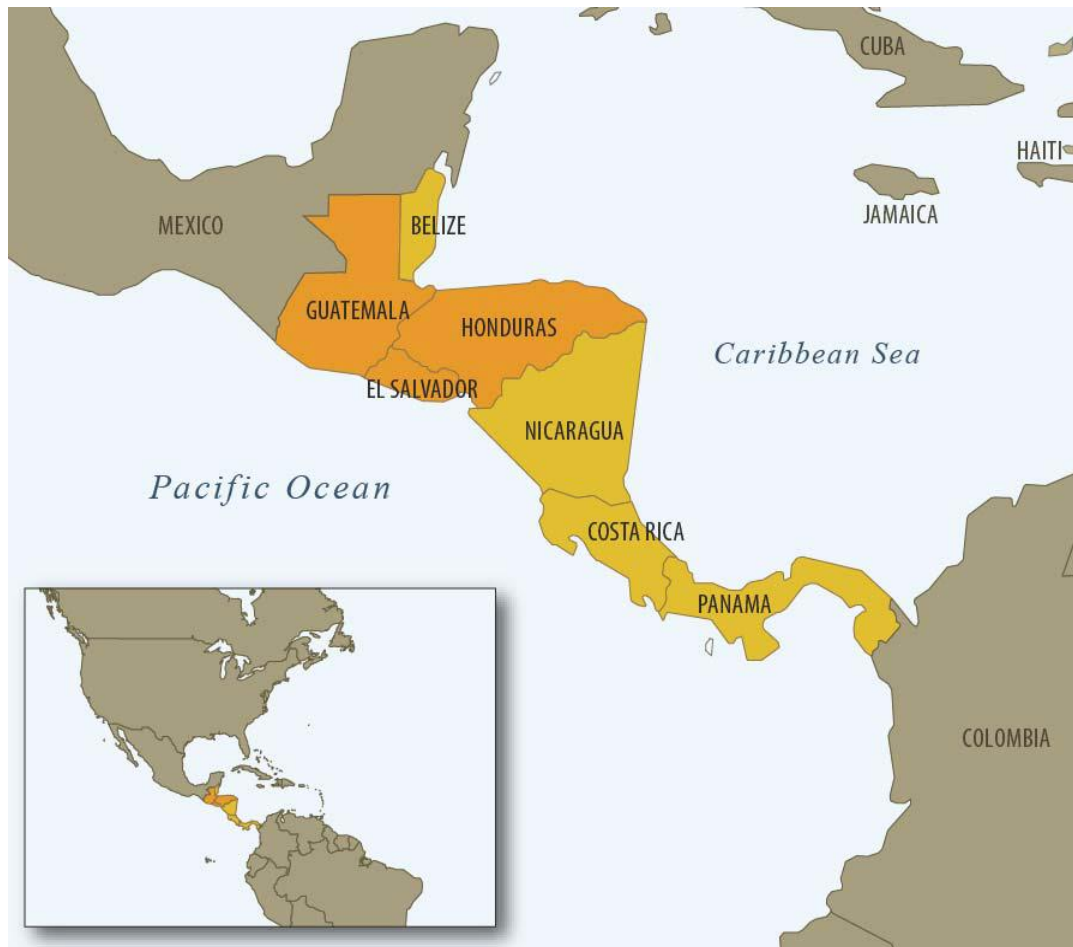 CUBA
HAITI
JAMAICA
MEXICO
BELIZE
GUATEMALA
HONDURAS
Caribbean Sea
EL SALVADOR
NICARAGUA
Pacific Ocean
COSTA RICA
PANAMA
COLOMBIA